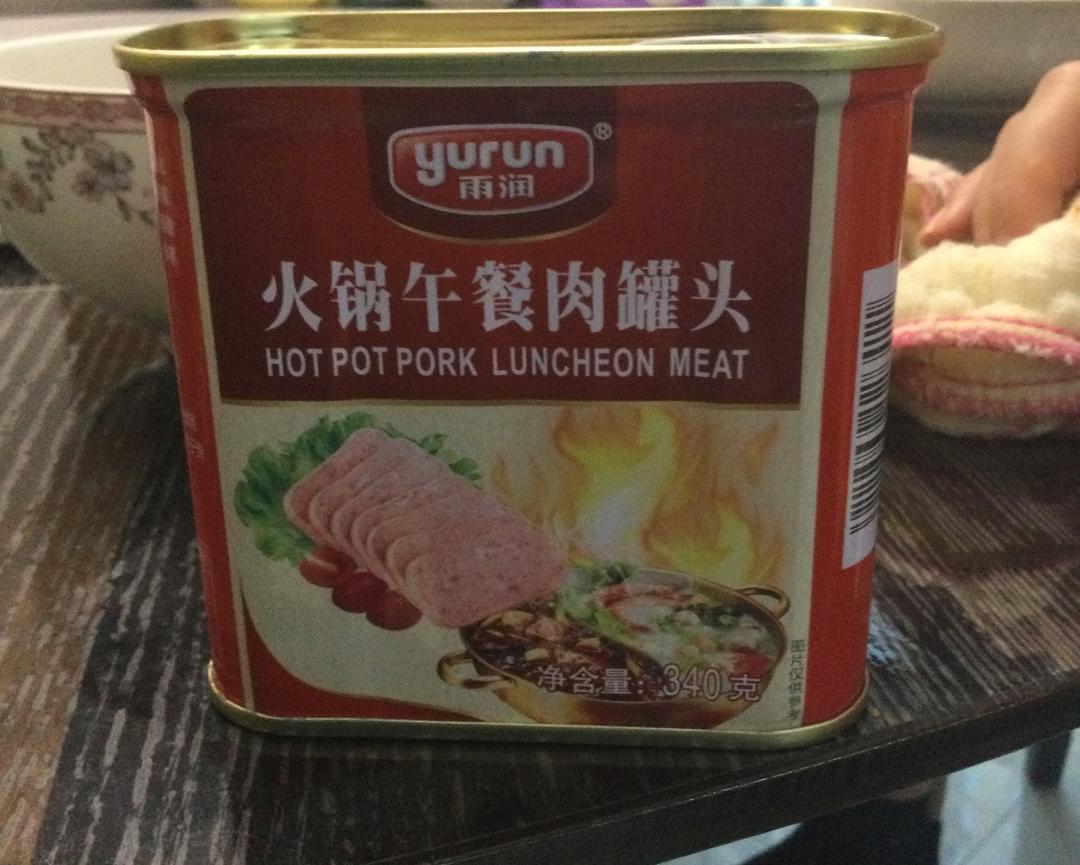 yurun®
雨润
火锅午餐肉罐头
HOT POT PORK LUNCHEON MEAT
净含量：340克
图片仅供参考